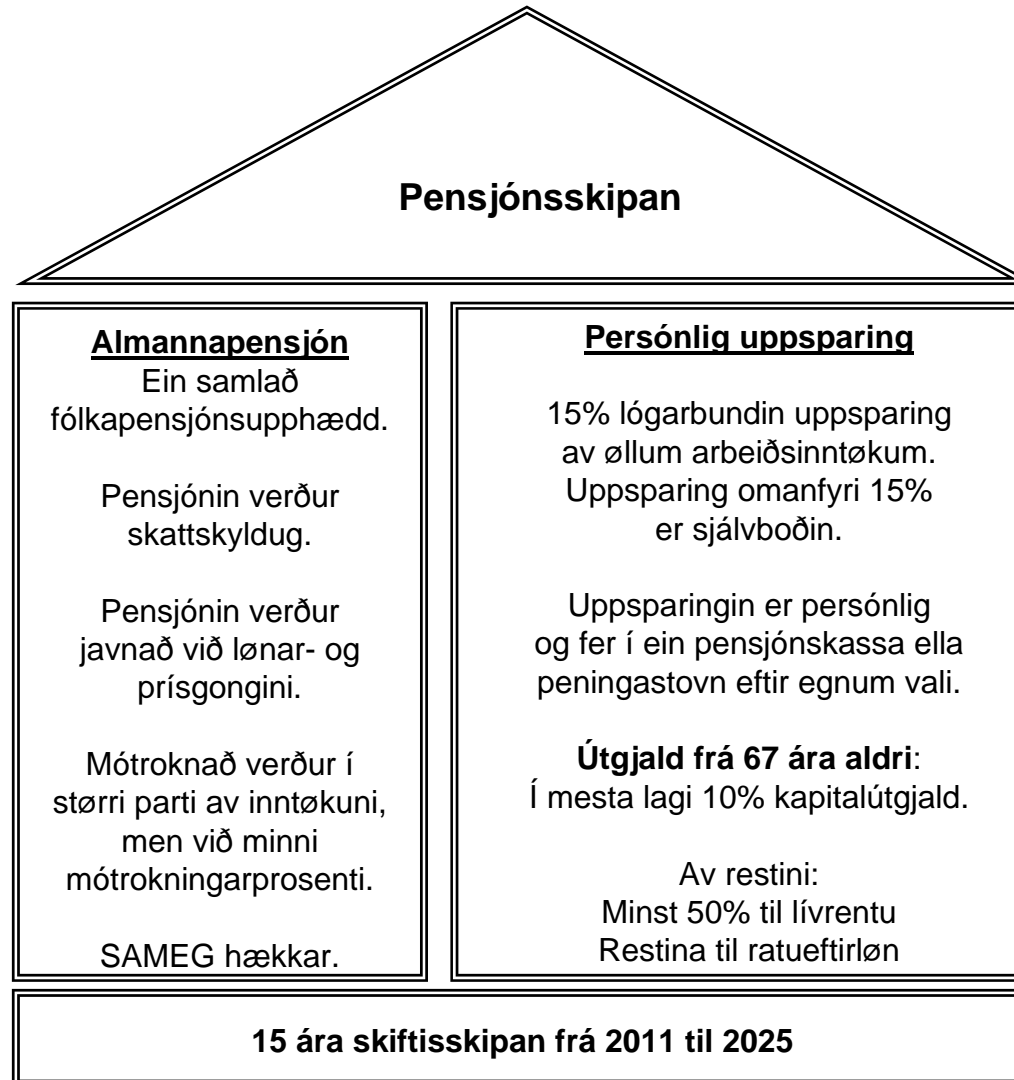 Pensjónsskipan
Almannapensjón
Ein samlað
fólkapensjónsupphædd.
Pensjónin verður
skattskyldug.
Pensjónin verður
javnað við lønar- og
prísgongini.
Mótroknað verður í
størri parti av inntøkuni,
men við minni
mótrokningarprosenti.
SAMEG hækkar.
Persónlig uppsparing
15% lógarbundin uppsparing
av øllum arbeiðsinntøkum.
Uppsparing omanfyri 15%
er sjálvboðin.
Uppsparingin er persónlig
og fer í ein pensjónskassa ella
peningastovn eftir egnum vali.
Útgjald frá 67 ára aldri:
Í mesta lagi 10% kapitalútgjald.
Av restini:
Minst 50% til lívrentu
Restina til ratueftirløn
15 ára skiftisskipan frá 2011 til 2025